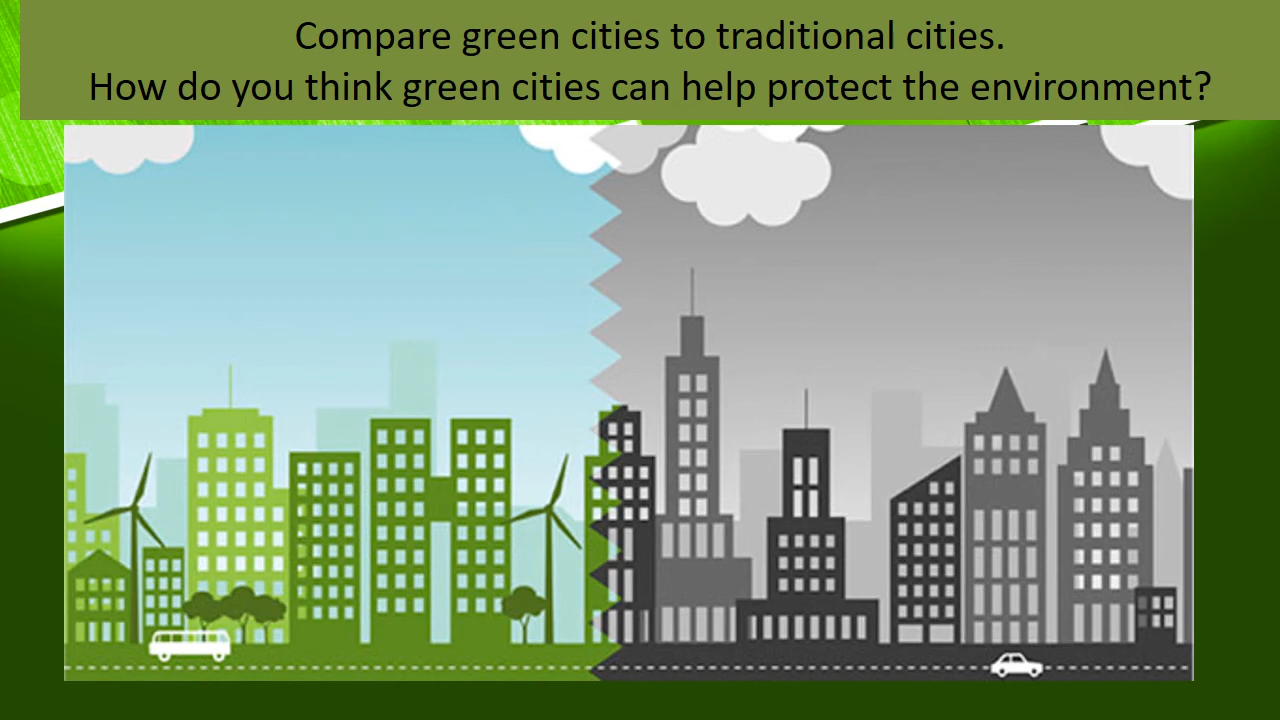 Compare green cities to traditional cities.
How do you think green cities can help protect the environment?